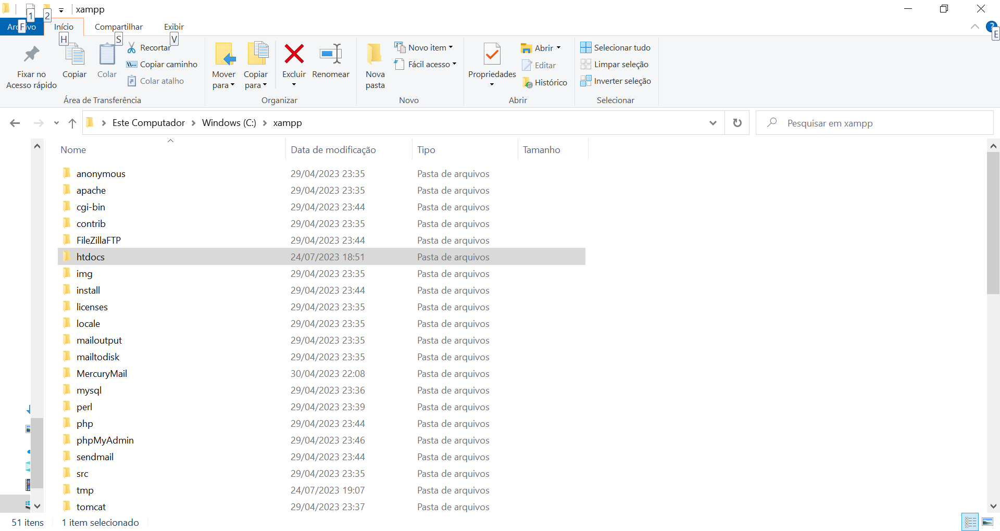 xampp
1
2
Arquivo
F
Início
Compartilhar
Exibir
H
S
V
E
Fixar no
Acesso rápido
Copiar
Colar
Recortar
Copiar caminho
Colar atalho
Área de Transferência
Mover
para
Copiar
para
Excluir
Renomear
Organizar
Nova
pasta
Novo item
Fácil acesso
Novo
Propriedades
Abrir
Editar
Histórico
Abrir
Selecionar tudo
Limpar seleção
Inverter seleção
Selecionar
Este Computador > Windows (C:) > xampp
Pesquisar em xampp
Nome Data de modificação Tipo Tamanho
anonymous 29/04/2023 23:35 Pasta de arquivos
apache 29/04/2023 23:35 Pasta de arquivos
cgi-bin 29/04/2023 23:44 Pasta de arquivos
contrib 29/04/2023 23:35 Pasta de arquivos
FileZillaFTP 29/04/2023 23:44 Pasta de arquivos
htdocs 24/07/2023 18:51 Pasta de arquivos
img 29/04/2023 23:35 Pasta de arquivos
install 29/04/2023 23:44 Pasta de arquivos
licenses 29/04/2023 23:35 Pasta de arquivos
locale 29/04/2023 23:35 Pasta de arquivos
mailoutput 29/04/2023 23:35 Pasta de arquivos
mailtodisk 29/04/2023 23:35 Pasta de arquivos
MercuryMail 30/04/2023 22:08 Pasta de arquivos
mysql 29/04/2023 23:36 Pasta de arquivos
perl 29/04/2023 23:39 Pasta de arquivos
php 29/04/2023 23:44 Pasta de arquivos
phpMyAdmin 29/04/2023 23:46 Pasta de arquivos
sendmail 29/04/2023 23:44 Pasta de arquivos
src 29/04/2023 23:35 Pasta de arquivos
tmp 24/07/2023 19:07 Pasta de arquivos
tomcat 29/04/2023 23:37 Pasta de arquivos
51 itens 1 item selecionado